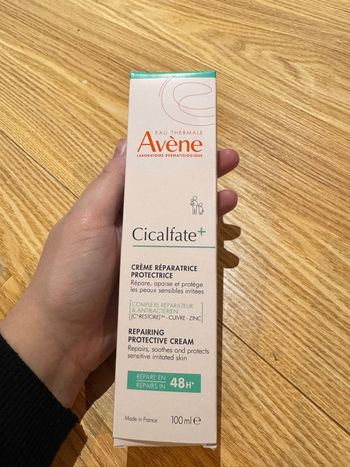 EAU THERMALE
Avène
LABORATOIRE DERMATOLOGIQUE
Cicalfate+
CRÈME RÉPARATRICE
PROTECTRICE
Répare, apaise et protège
les peaux sensibles irritées
COMPLEXE RÉPARATEUR
& ANTIBACTÉRIEN
[C+RESTORE]™ - CUIVRE - ZINC
REPAIRING
PROTECTIVE CREAM
Repairs, soothes and protects
sensitive irritated skin
RÉPARE EN
REPAIRS IN
48H*
Made in France
100 ml e